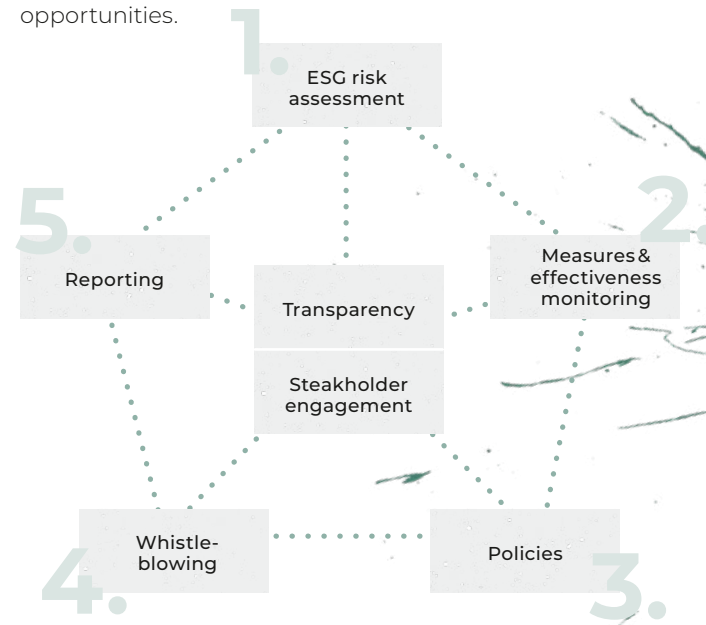 opportunities.
1.
ESG risk
assessment
2.
Measures &
effectiveness
monitoring
5.
Reporting
Transparency
Steakholder
engagement
4.
Whistle-
blowing
Policies
3.